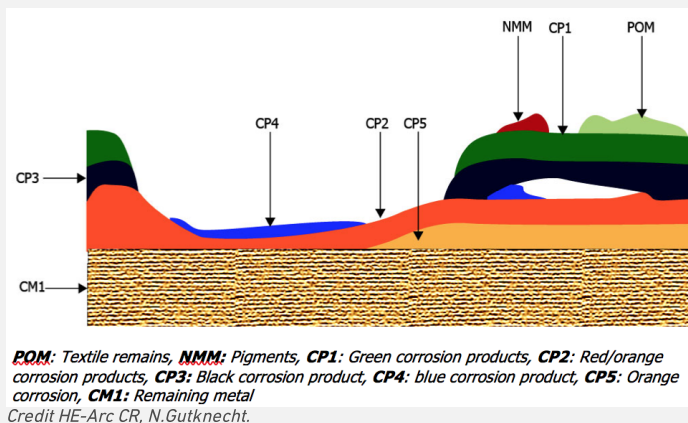 NMM CP1 POM
CP4 CP2 CP5
CP3
CM1
POM: Textile remains, NMM: Pigments, CP1: Green corrosion products, CP2: Red/orange
corrosion products, CP3: Black corrosion product, CP4: blue corrosion product, CP5: Orange
corrosion, CM1: Remaining metal
Credit HE-Arc CR, N.Gutknecht.